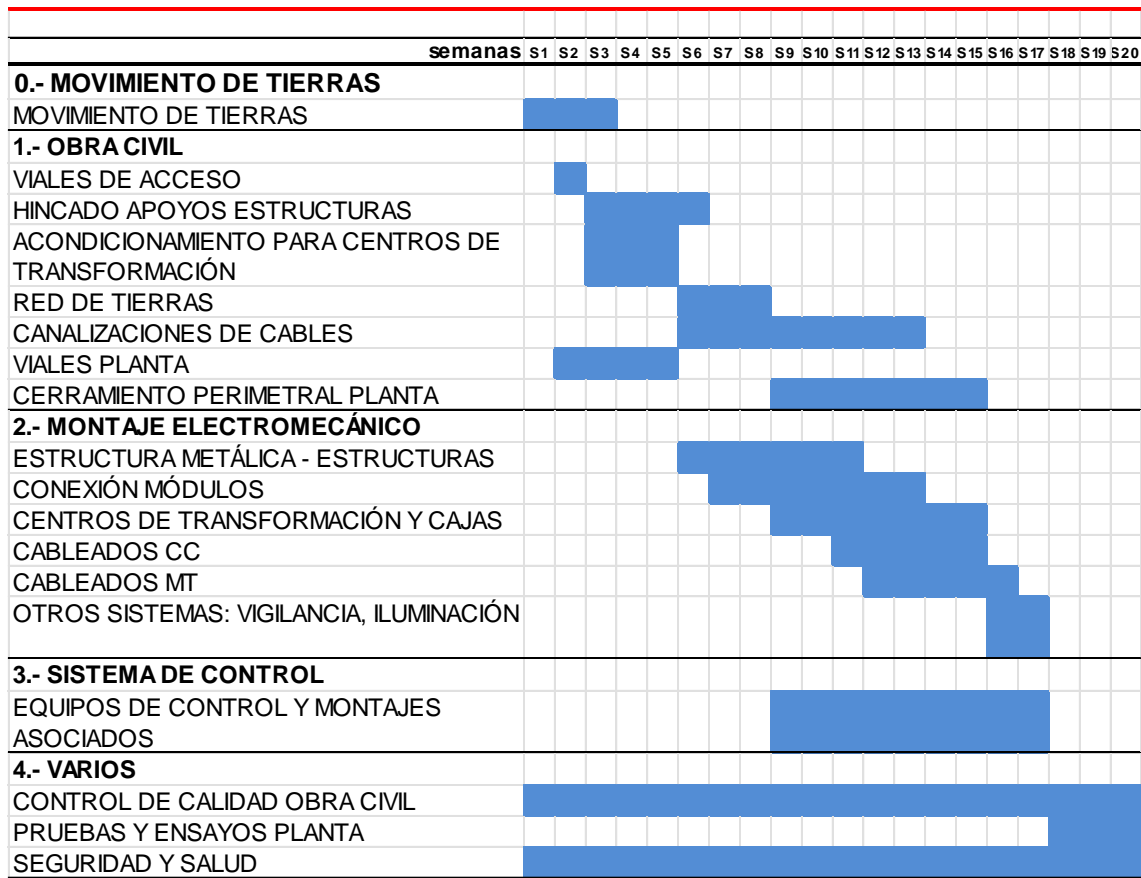 semanas S1 S2 S3 S4 S5 S6 S7 S8 S9 S10 S11 S12 S13 S14 S15 S16 S17 S18 S19 S20
0.- MOVIMIENTO DE TIERRAS
MOVIMIENTO DE TIERRAS
1.- OBRA CIVIL
VIALES DE ACCESO
HINCADO APOYOS ESTRUCTURAS
ACONDICIONAMIENTO PARA CENTROS DE
TRANSFORMACIÓN
RED DE TIERRAS
CANALIZACIONES DE CABLES
VIALES PLANTA
CERRAMIENTO PERIMETRAL PLANTA
2.- MONTAJE ELECTROMECÁNICO
ESTRUCTURA METÁLICA - ESTRUCTURAS
CONEXIÓN MÓDULOS
CENTROS DE TRANSFORMACIÓN Y CAJAS
CABLEADOS CC
CABLEADOS MT
OTROS SISTEMAS: VIGILANCIA, ILUMINACIÓN
3.- SISTEMA DE CONTROL
EQUIPOS DE CONTROL Y MONTAJES
ASOCIADOS
4.- VARIOS
CONTROL DE CALIDAD OBRA CIVIL
PRUEBAS Y ENSAYOS PLANTA
SEGURIDAD Y SALUD